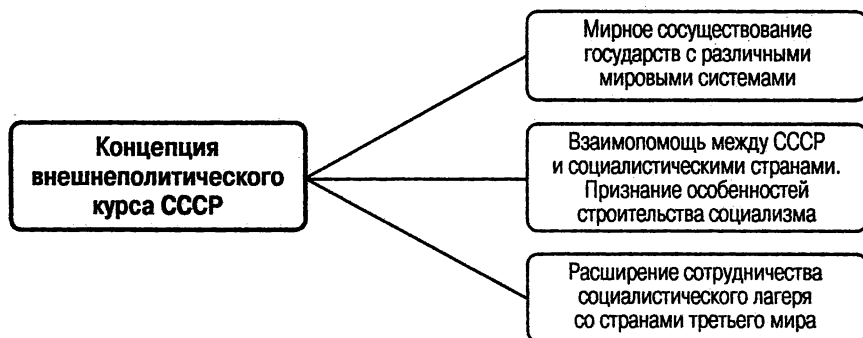 Концепция
внешнеполитического
курса СССР
Мирное сосуществование
государств с различными
мировыми системами
Взаимопомощь между СССР
и социалистическими странами.
Признание особенностей
строительства социализма
Расширение сотрудничества
социалистического лагеря
со странами третьего мира